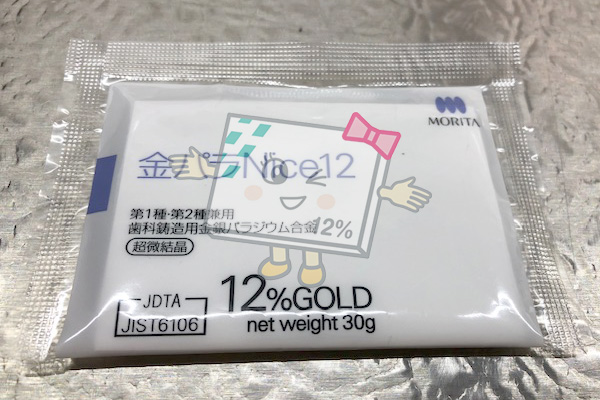 MORITA
金パラNice12
第1種・第2種兼用
歯科鋳造用金銀パラジウム合金
超微結晶
12%
12%GOLD
net weight 30g
JDTA
JIST6106